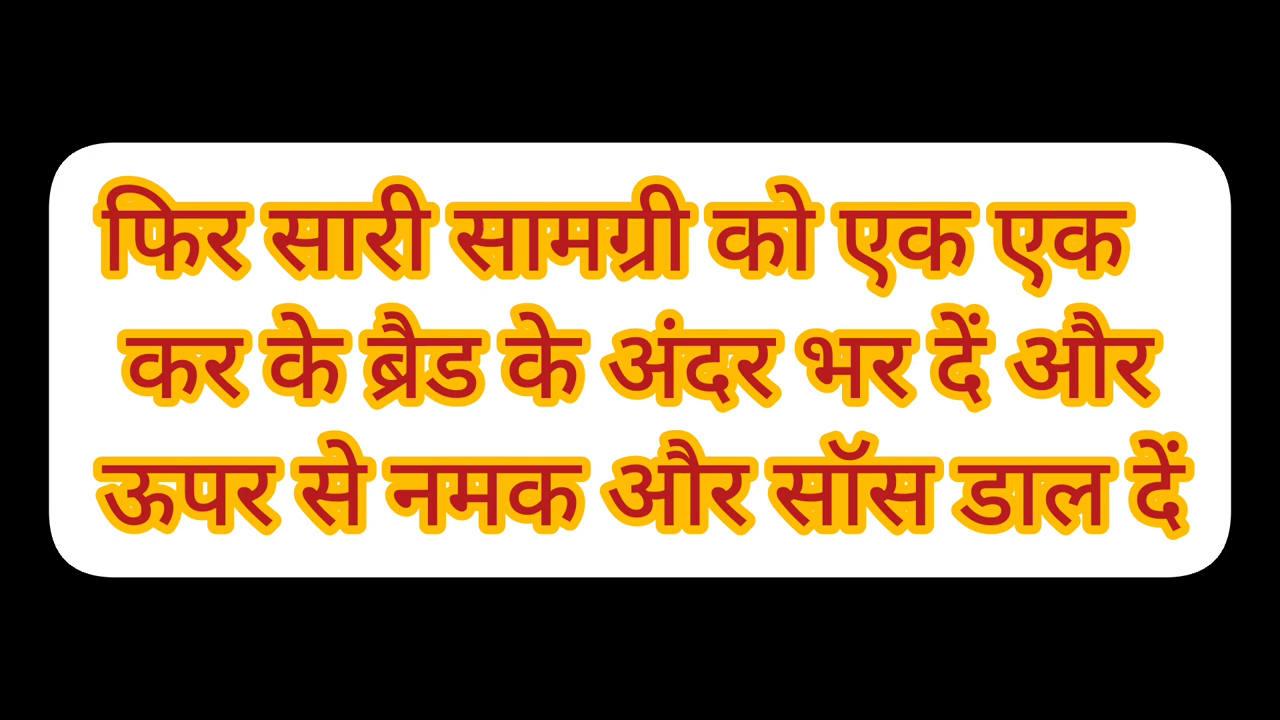 फिर सारी सामग्री को एक एक
कर के ब्रैड के अंदर भर दें और
ऊपर से नमक और सॉस डाल दें